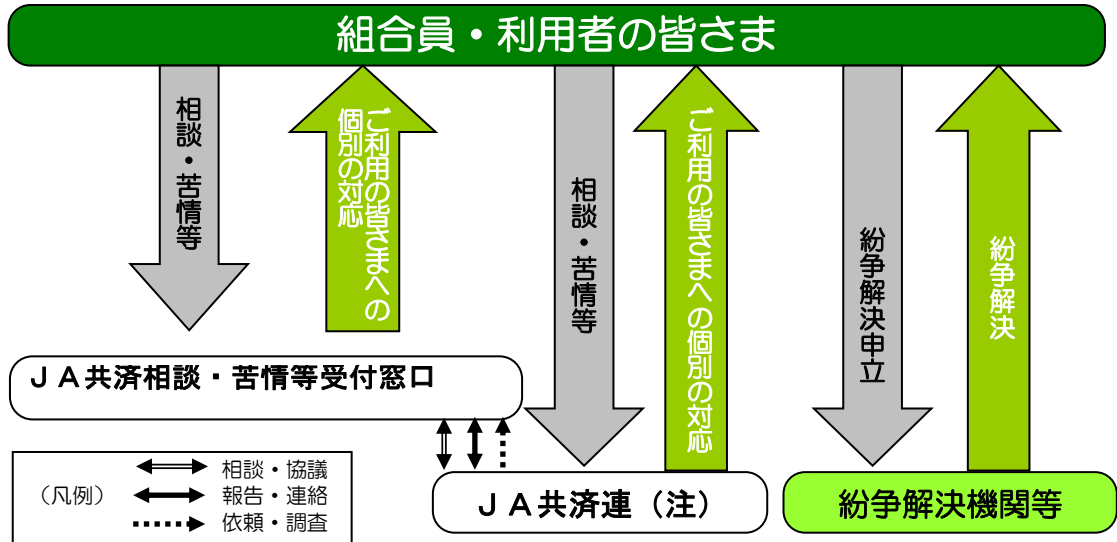 組合員・利用者の皆さま
相談・苦情等
ご利用の皆さまへの
個別の対応
相談・苦情等
ご利用の皆さまへの個別の対応
紛争解決申立
紛争解決
ＪＡ共済相談・苦情等受付窓口
ＪＡ共済連（注）
紛争解決機関等
（凡例）
相談・協議
報告・連絡
依頼・調査